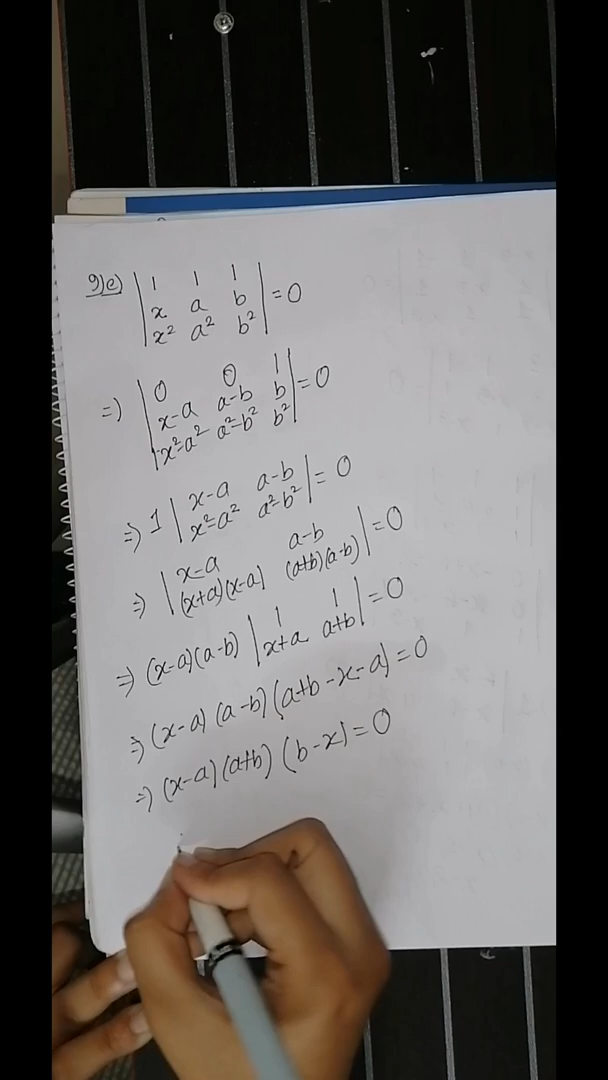 9)e) | 1 1 1 |
| x a b | = 0
| x² a² b² |
=) | 0 0 1 |
| x-a a-b b | = 0
| x²-a² a²-b² b² |
=) 1 | x-a a-b | = 0
| x²-a² a²-b² |
=) | x-a a-b | = 0
| (x+a)(x-a) (a+b)(a-b) |
=) (x-a)(a-b) | 1 1 | = 0
| x+a a+b |
=) (x-a) (a-b) (a+b-x-a) = 0
=) (x-a) (a+b) (b-x) = 0